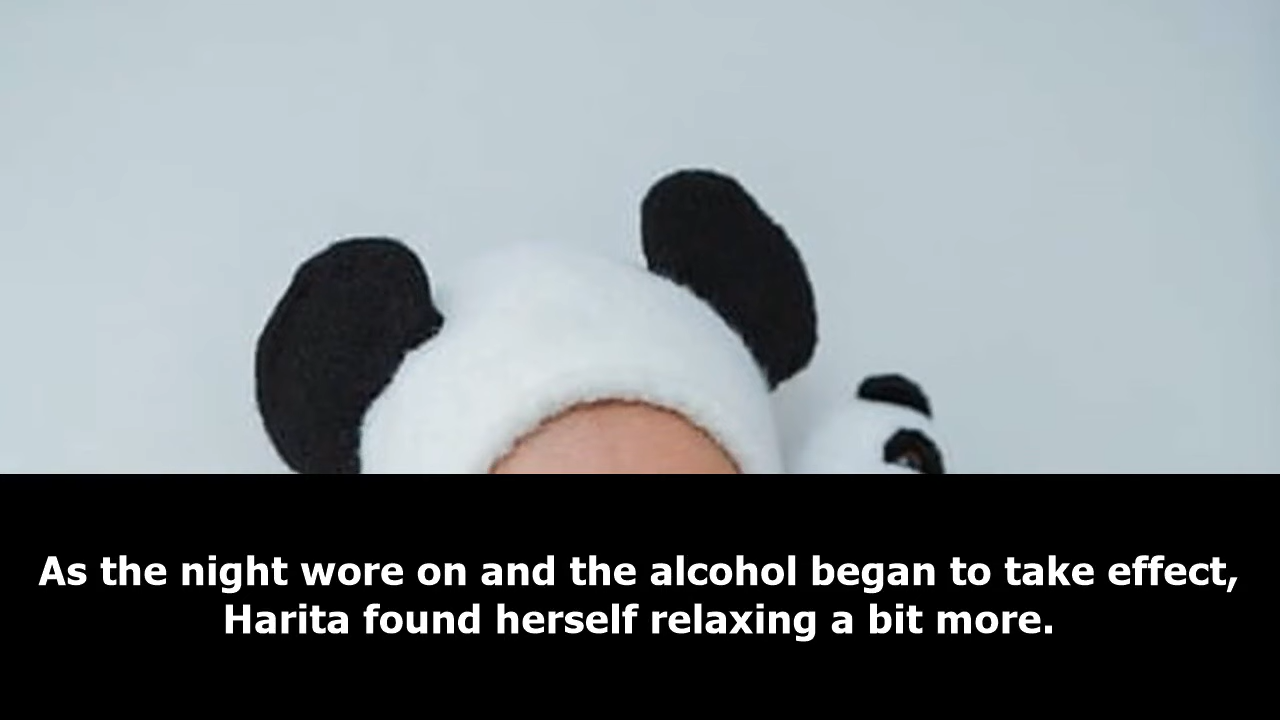 As the night wore on and the alcohol began to take effect,
Harita found herself relaxing a bit more.